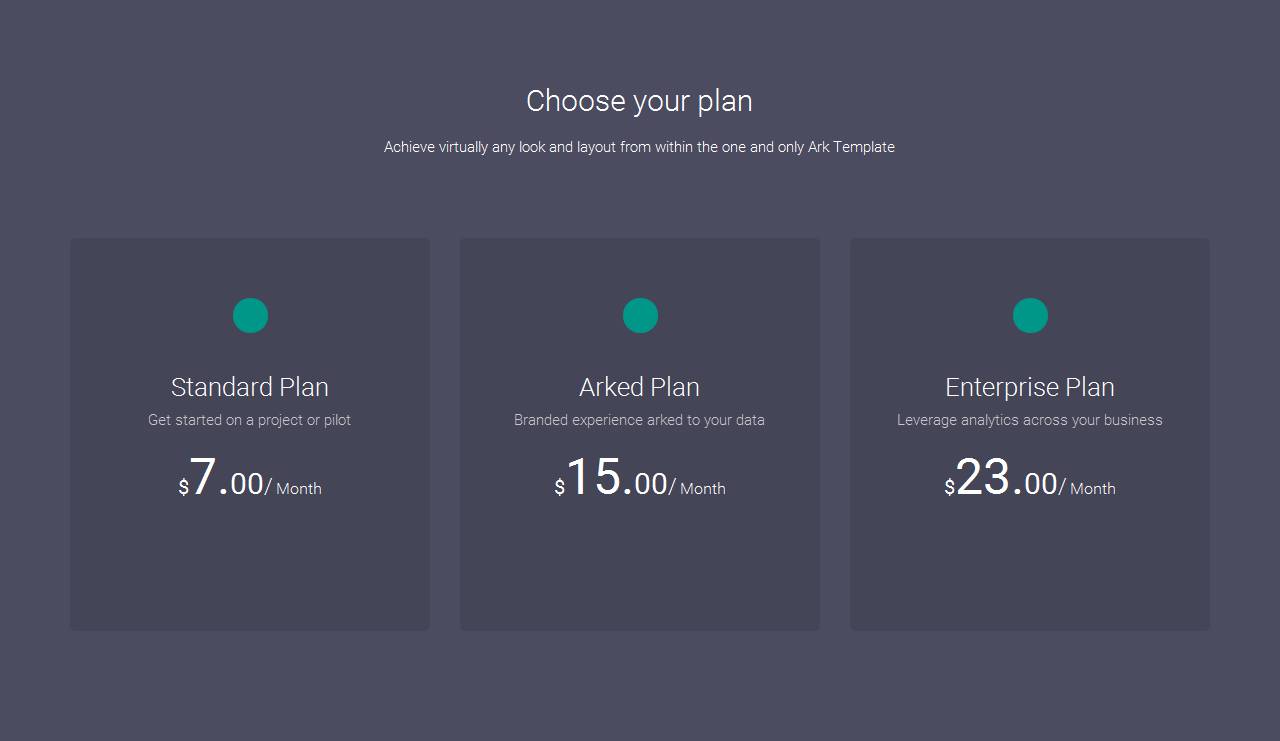 Choose your plan
Achieve virtually any look and layout from within the one and only Ark Template
Standard Plan
Get started on a project or pilot
$7.00/ Month
Arked Plan
Branded experience arked to your data
$15.00/ Month
Enterprise Plan
Leverage analytics across your business
$23.00/ Month